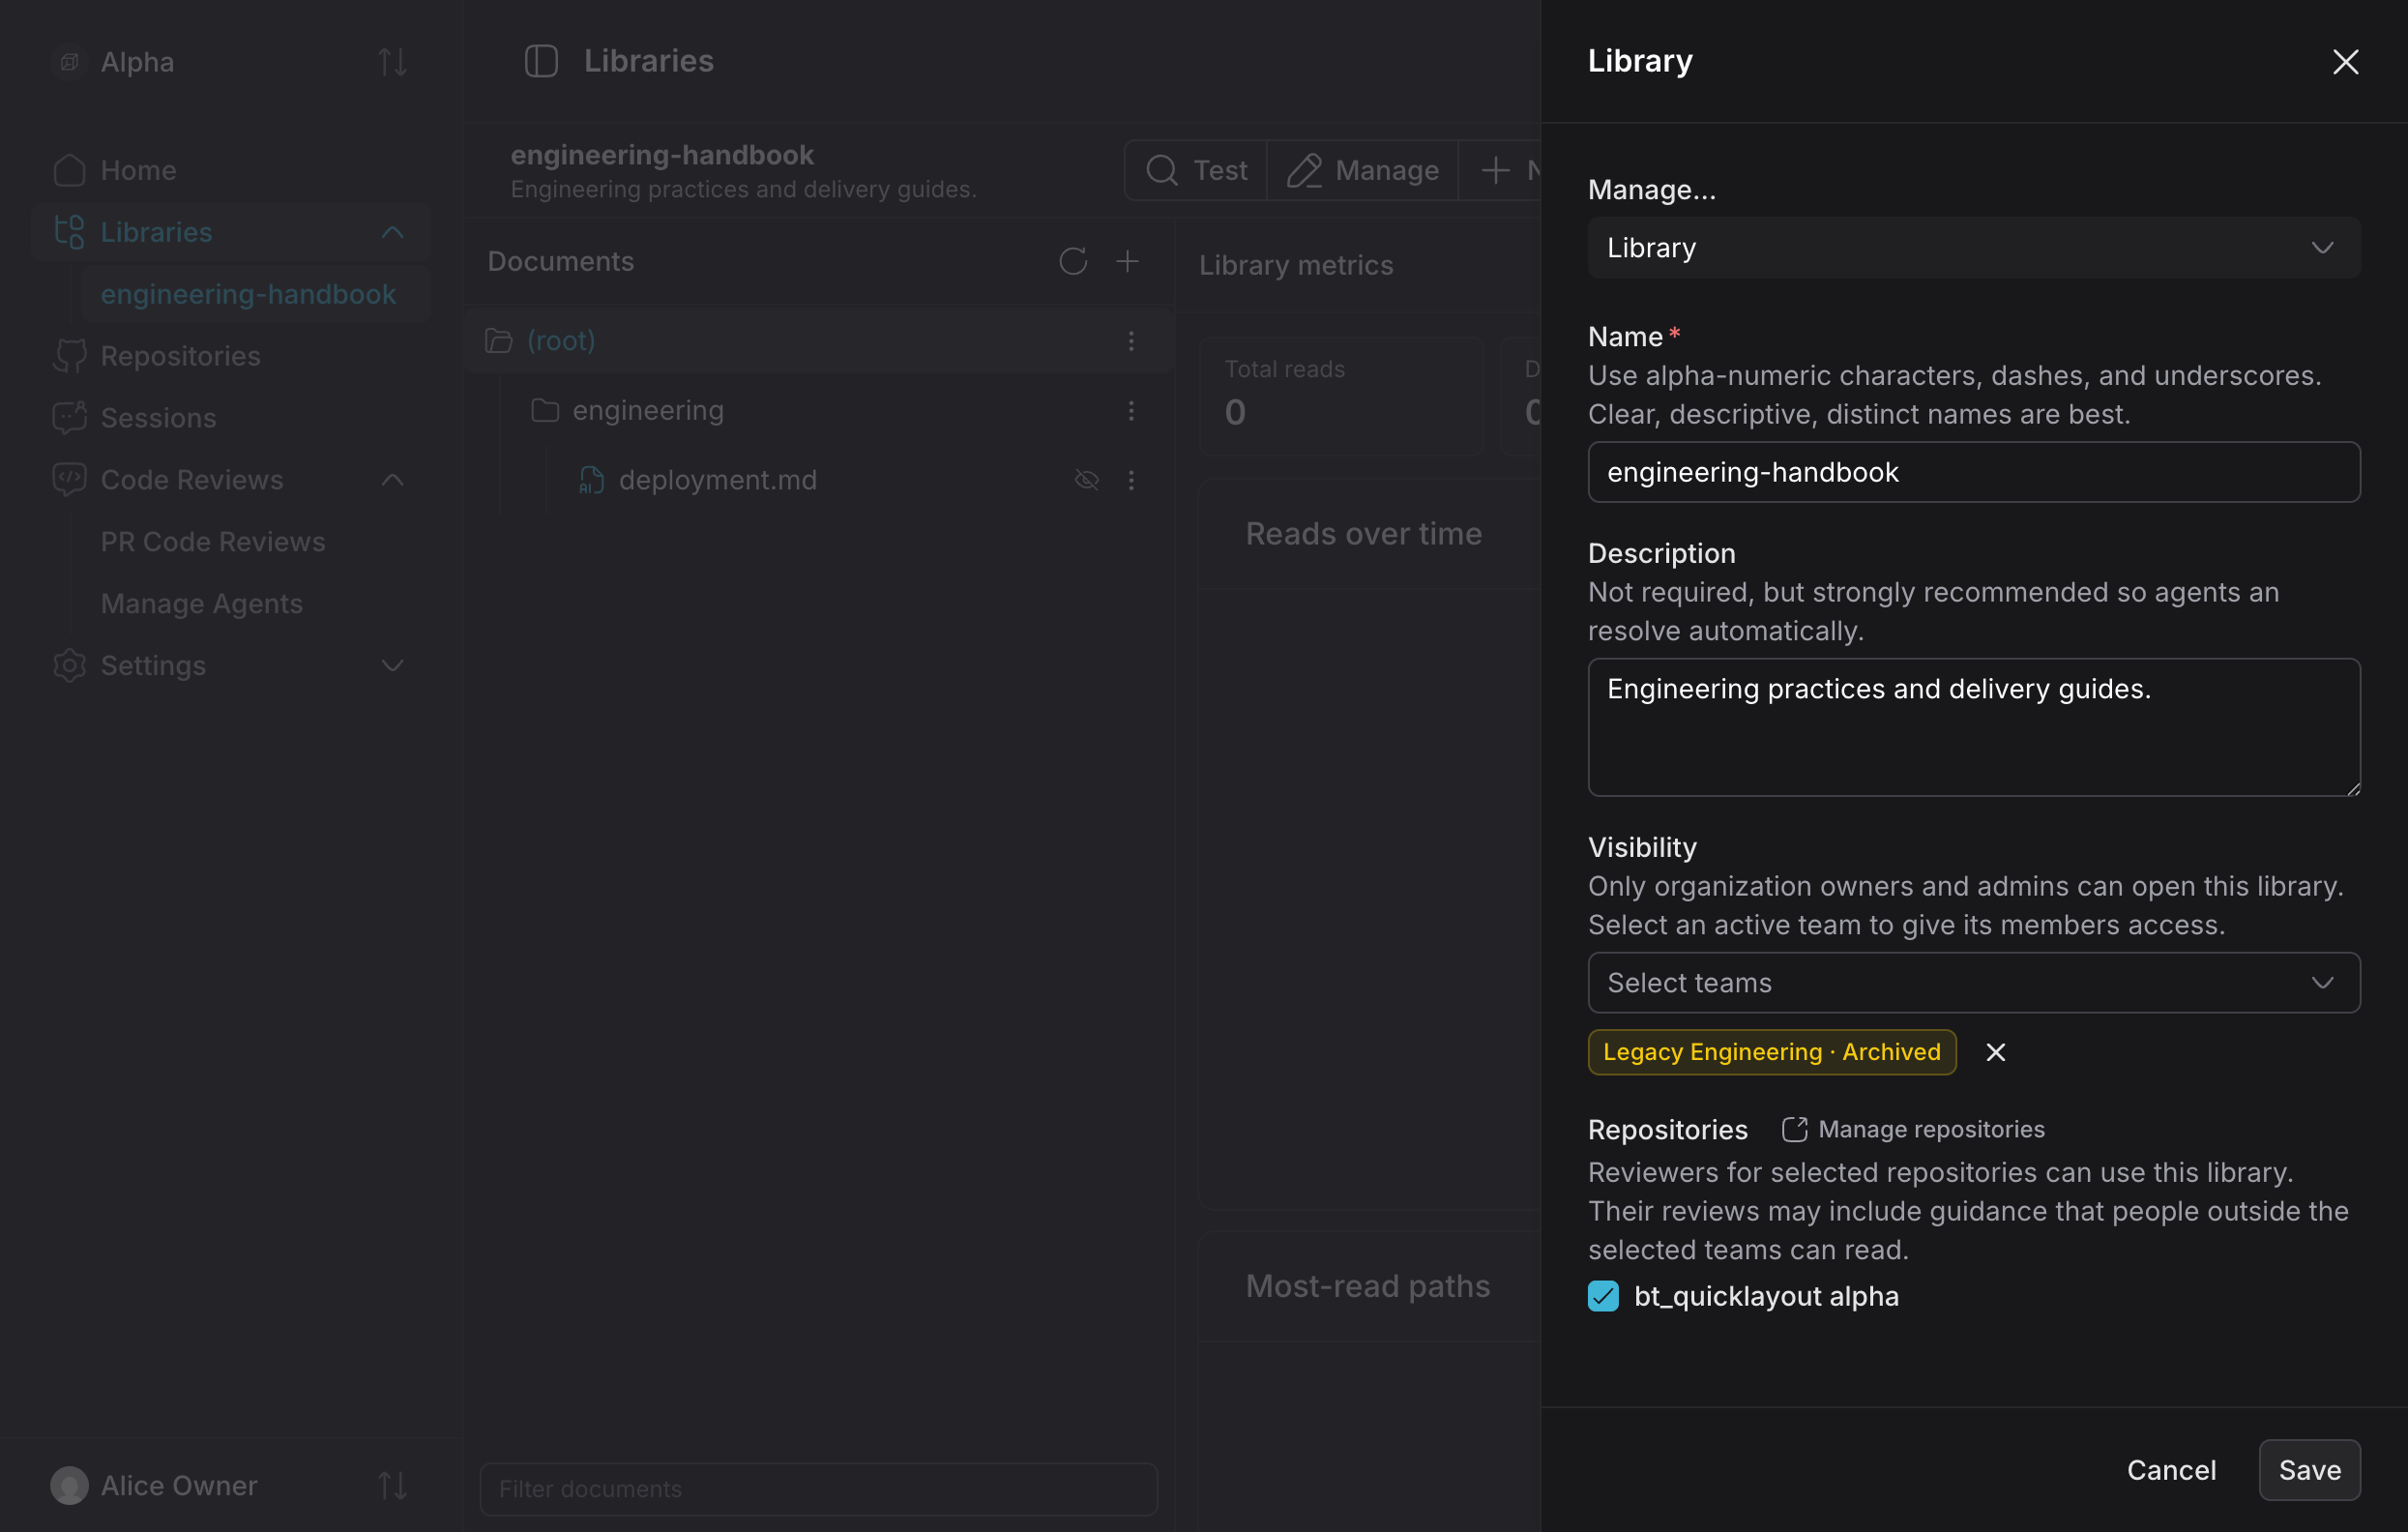 Alpha
Home
Libraries
engineering-handbook
Repositories
Sessions
Code Reviews
PR Code Reviews
Manage Agents
Settings
Alice Owner
Libraries
engineering-handbook
Engineering practices and delivery guides.
Test
Manage
Documents
(root)
engineering
AI deployment.md
Filter documents
Library metrics
Total reads
0
Reads over time
Most-read paths
Library
Manage...
Library
Name *
Use alpha-numeric characters, dashes, and underscores.
Clear, descriptive, distinct names are best.
engineering-handbook
Description
Not required, but strongly recommended so agents an
resolve automatically.
Engineering practices and delivery guides.
Visibility
Only organization owners and admins can open this library.
Select an active team to give its members access.
Select teams
Legacy Engineering · Archived
Repositories Manage repositories
Reviewers for selected repositories can use this library.
Their reviews may include guidance that people outside the
selected teams can read.
bt_quicklayout alpha
Cancel
Save